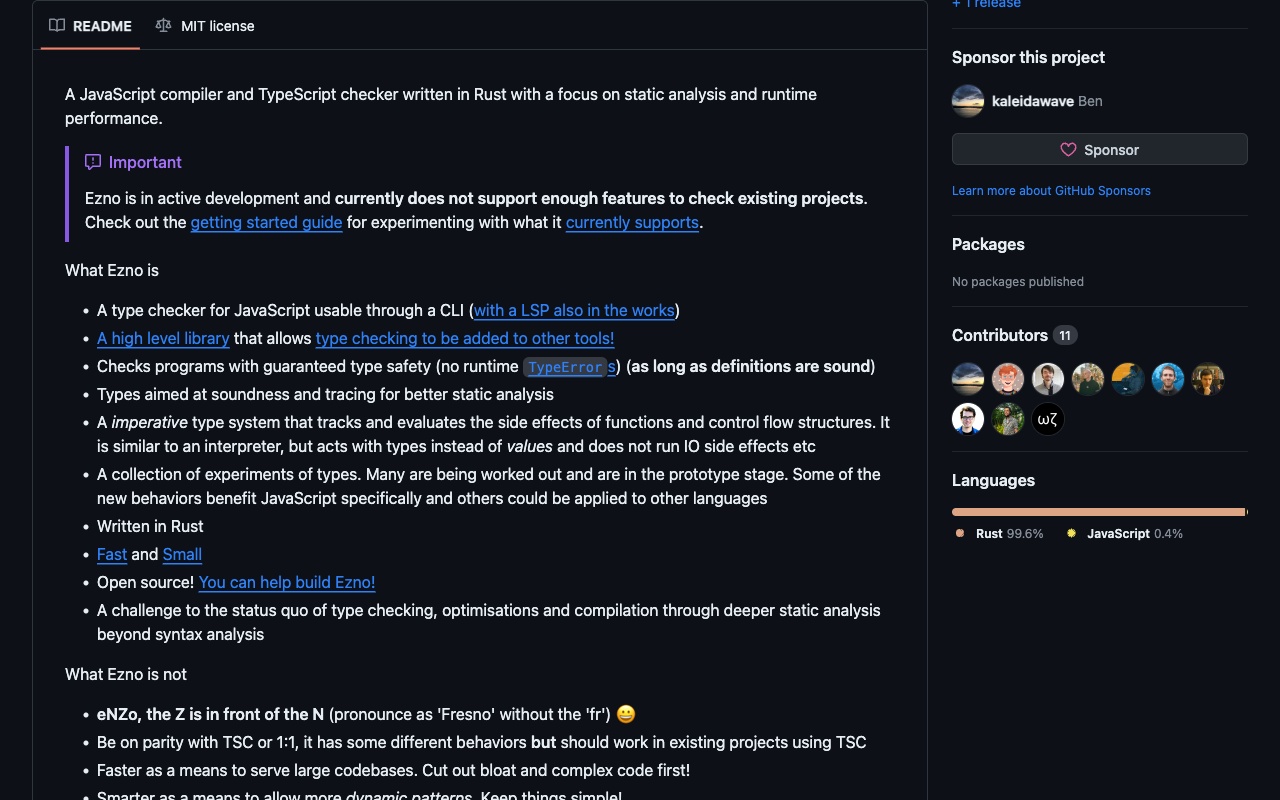 README
MIT license
A JavaScript compiler and TypeScript checker written in Rust with a focus on static analysis and runtime
performance.
Important
Ezno is in active development and currently does not support enough features to check existing projects.
Check out the getting started guide for experimenting with what it currently supports.
What Ezno is
• A type checker for JavaScript usable through a CLI (with a LSP also in the works)
• A high level library that allows type checking to be added to other tools!
• Checks programs with guaranteed type safety (no runtime TypeErrors) (as long as definitions are sound)
• Types aimed at soundness and tracing for better static analysis
• A imperative type system that tracks and evaluates the side effects of functions and control flow structures. It
is similar to an interpreter, but acts with types instead of values and does not run IO side effects etc
• A collection of experiments of types. Many are being worked out and are in the prototype stage. Some of the
new behaviors benefit JavaScript specifically and others could be applied to other languages
• Written in Rust
• Fast and Small
• Open source! You can help build Ezno!
• A challenge to the status quo of type checking, optimisations and compilation through deeper static analysis
beyond syntax analysis
What Ezno is not
• eNZo, the Z is in front of the N (pronounce as 'Fresno' without the 'fr') 😀
• Be on parity with TSC or 1:1, it has some different behaviors but should work in existing projects using TSC
• Faster as a means to serve large codebases. Cut out bloat and complex code first!
• Smarter as a means to allow more dynamic patterns. Keep things simple!
+ 1 release
Sponsor this project
kaleidawave Ben
Sponsor
Learn more about GitHub Sponsors
Packages
No packages published
Contributors 11
ωζ
Languages
Rust 99.6%
JavaScript 0.4%